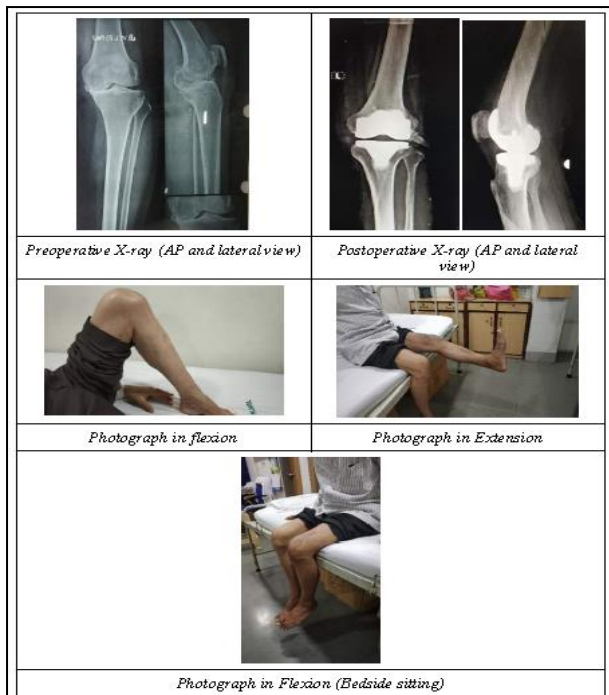 Preoperative X-ray (AP and lateral view)
Postoperative X-ray (AP and lateral
view)
Photograph in flexion
Photograph in Extension
Photograph in Flexion (Bedside sitting)